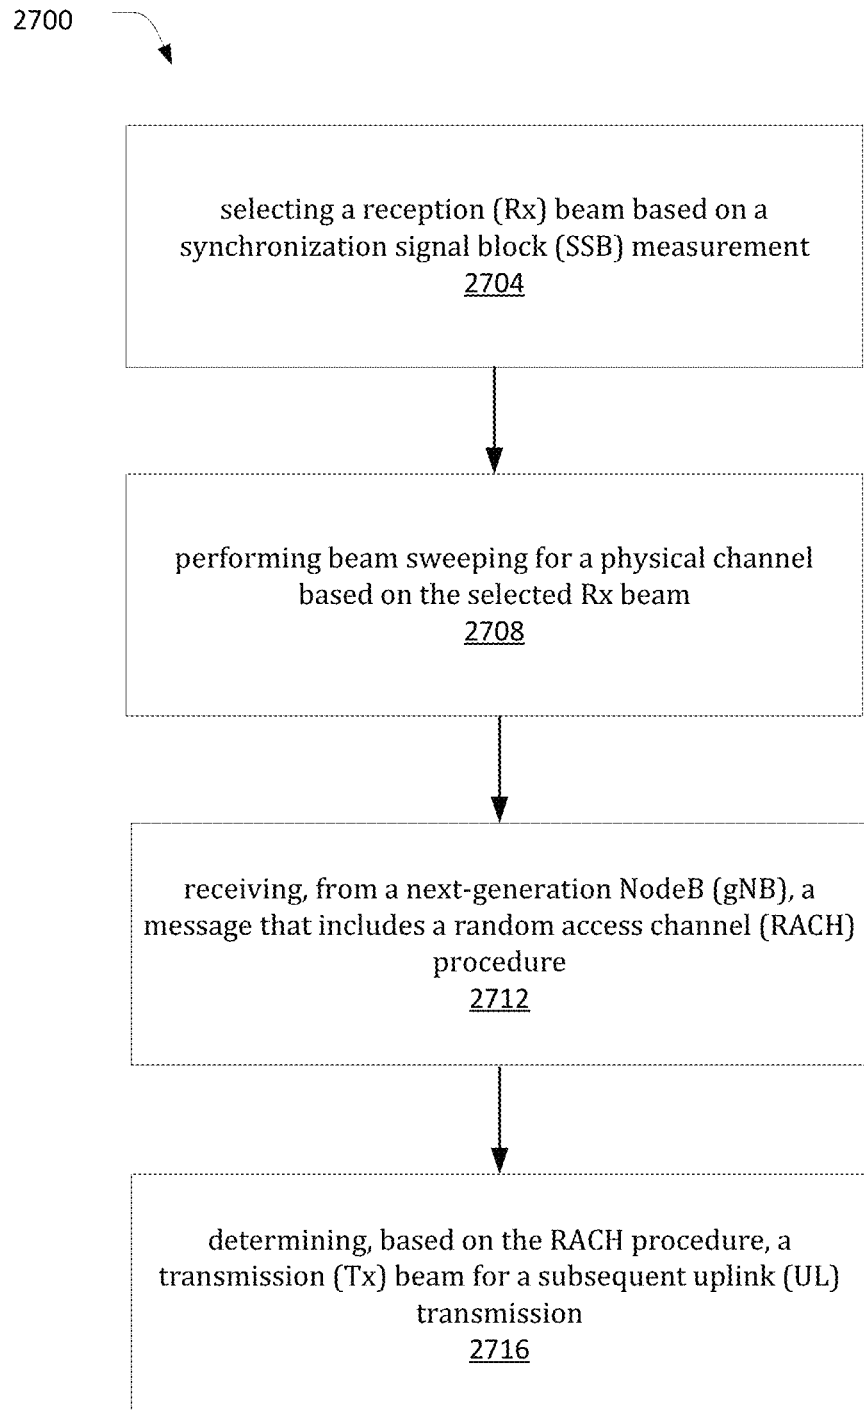 2700
selecting a reception (Rx) beam based on a
synchronization signal block (SSB) measurement
2704
performing beam sweeping for a physical channel
based on the selected Rx beam
2708
receiving, from a next-generation NodeB (gNB), a
message that includes a random access channel (RACH)
procedure
2712
determining, based on the RACH procedure, a
transmission (Tx) beam for a subsequent uplink (UL)
transmission
2716